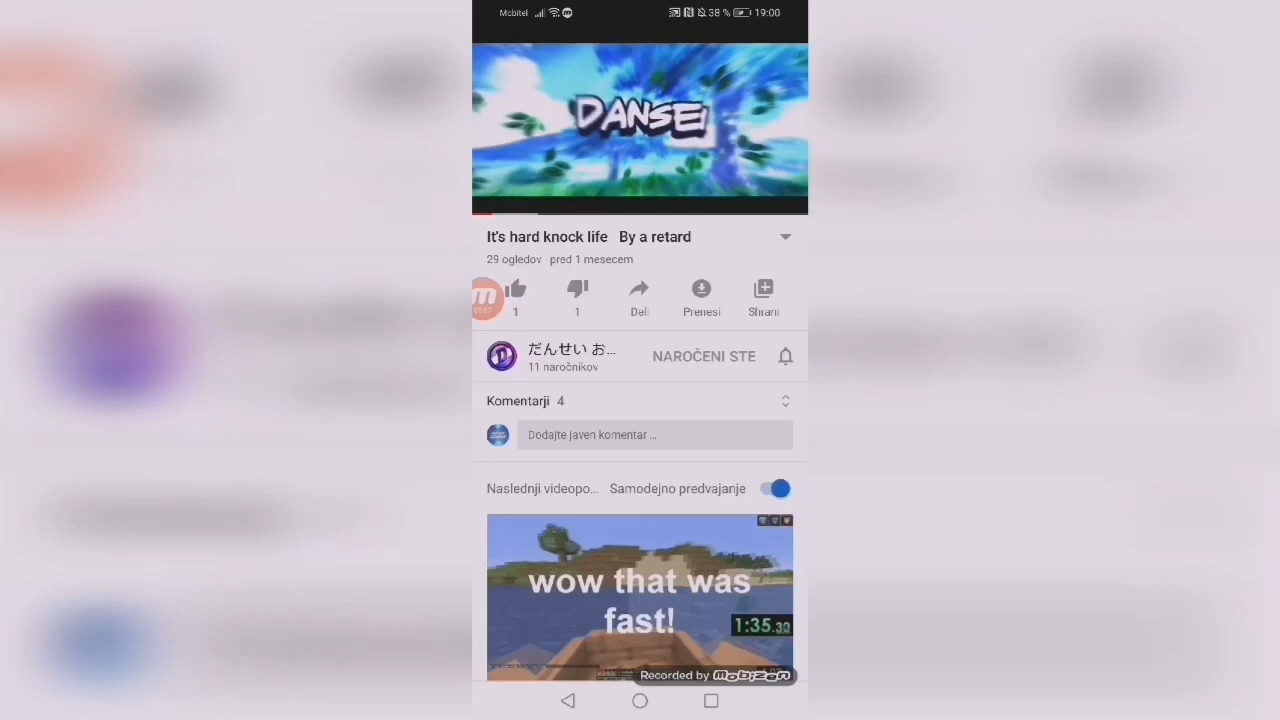 Mobitel 38 % 19:00
DANSEI
It's hard knock life By a retard
29 ogledov · pred 1 mesecem
1 1 Deli Prenesi Shrani
だんせい お...
11 naročnikov
NAROČENI STE
Komentarji 4
Dodajte javen komentar ...
Naslednji videopo... Samodejno predvajanje
wow that was
fast!
1:35.30
Recorded by mobizen